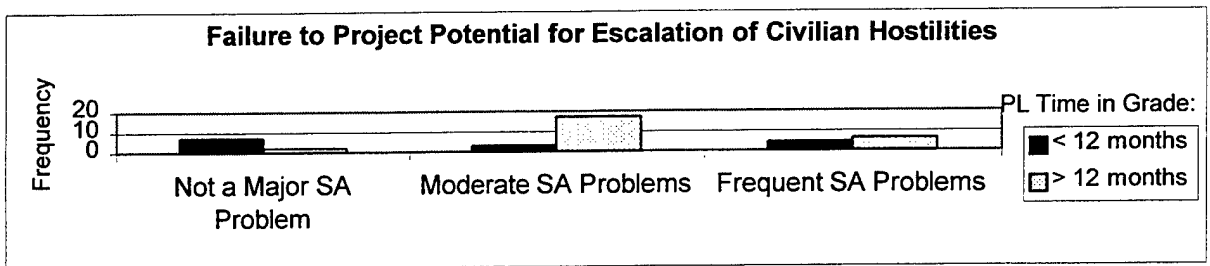 Failure to Project Potential for Escalation of Civilian Hostilities
Frequency
20
10
0
Not a Major SA
Problem
Moderate SA Problems
Frequent SA Problems
PL Time in Grade:
< 12 months
> 12 months